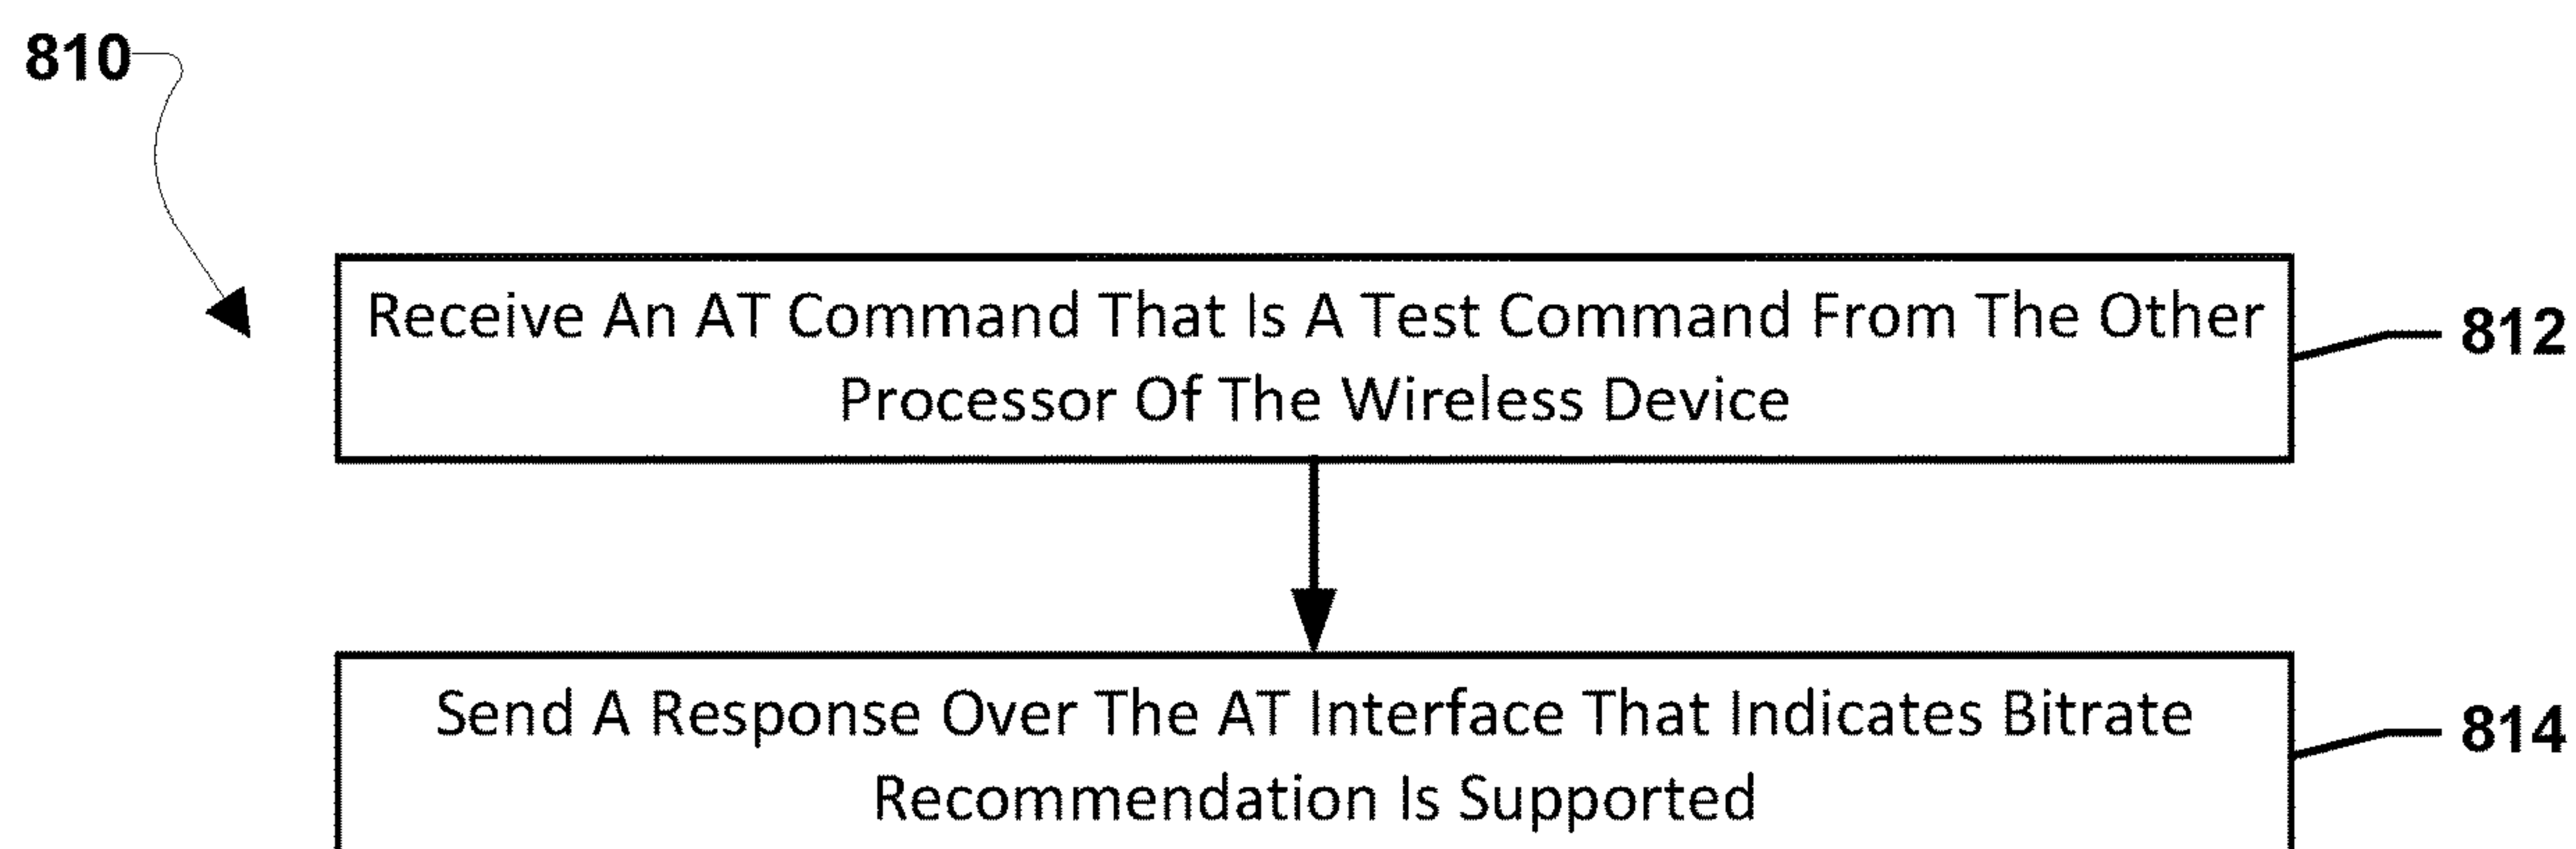 810
Receive An AT Command That Is A Test Command From The Other
Processor Of The Wireless Device
812
Send A Response Over The AT Interface That Indicates Bitrate
Recommendation Is Supported
814